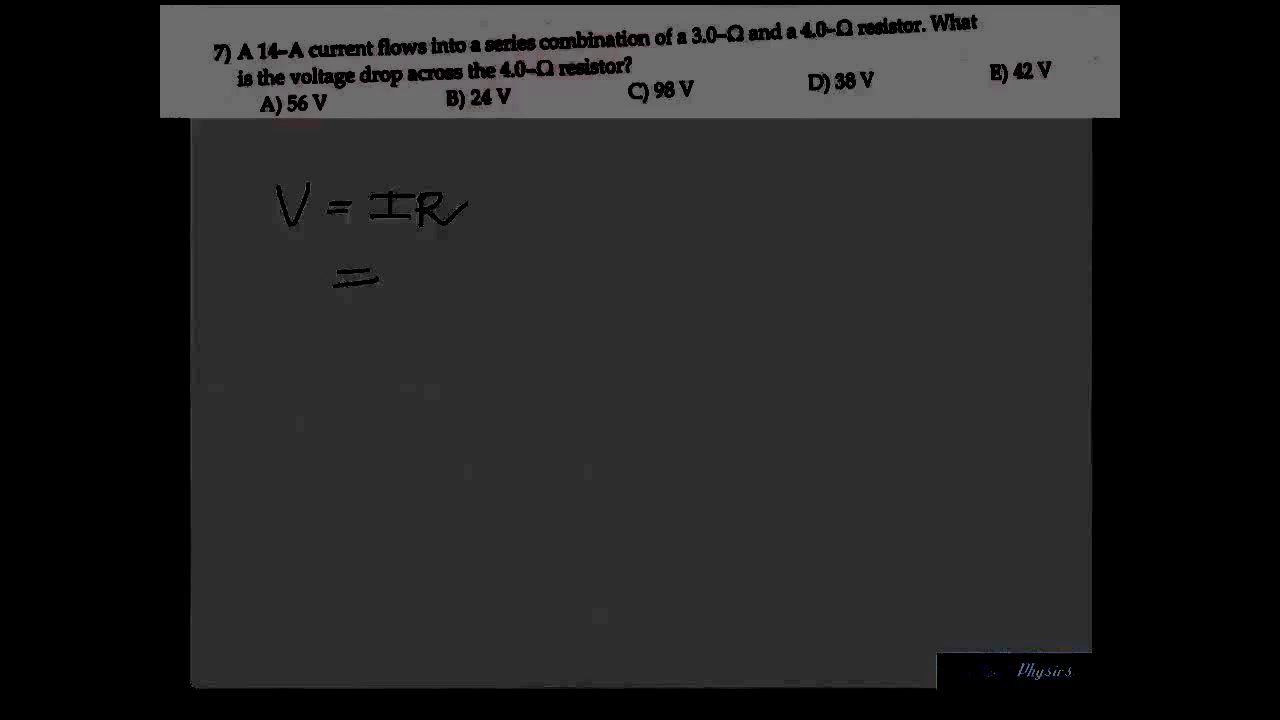 7) A 14–A current flows into a series combination of a 3.0–Ω and a 4.0–Ω resistor. What
is the voltage drop across the 4.0–Ω resistor?
A) 56 V B) 24 V C) 98 V D) 38 V E) 42 V
V = IR
=
Physics